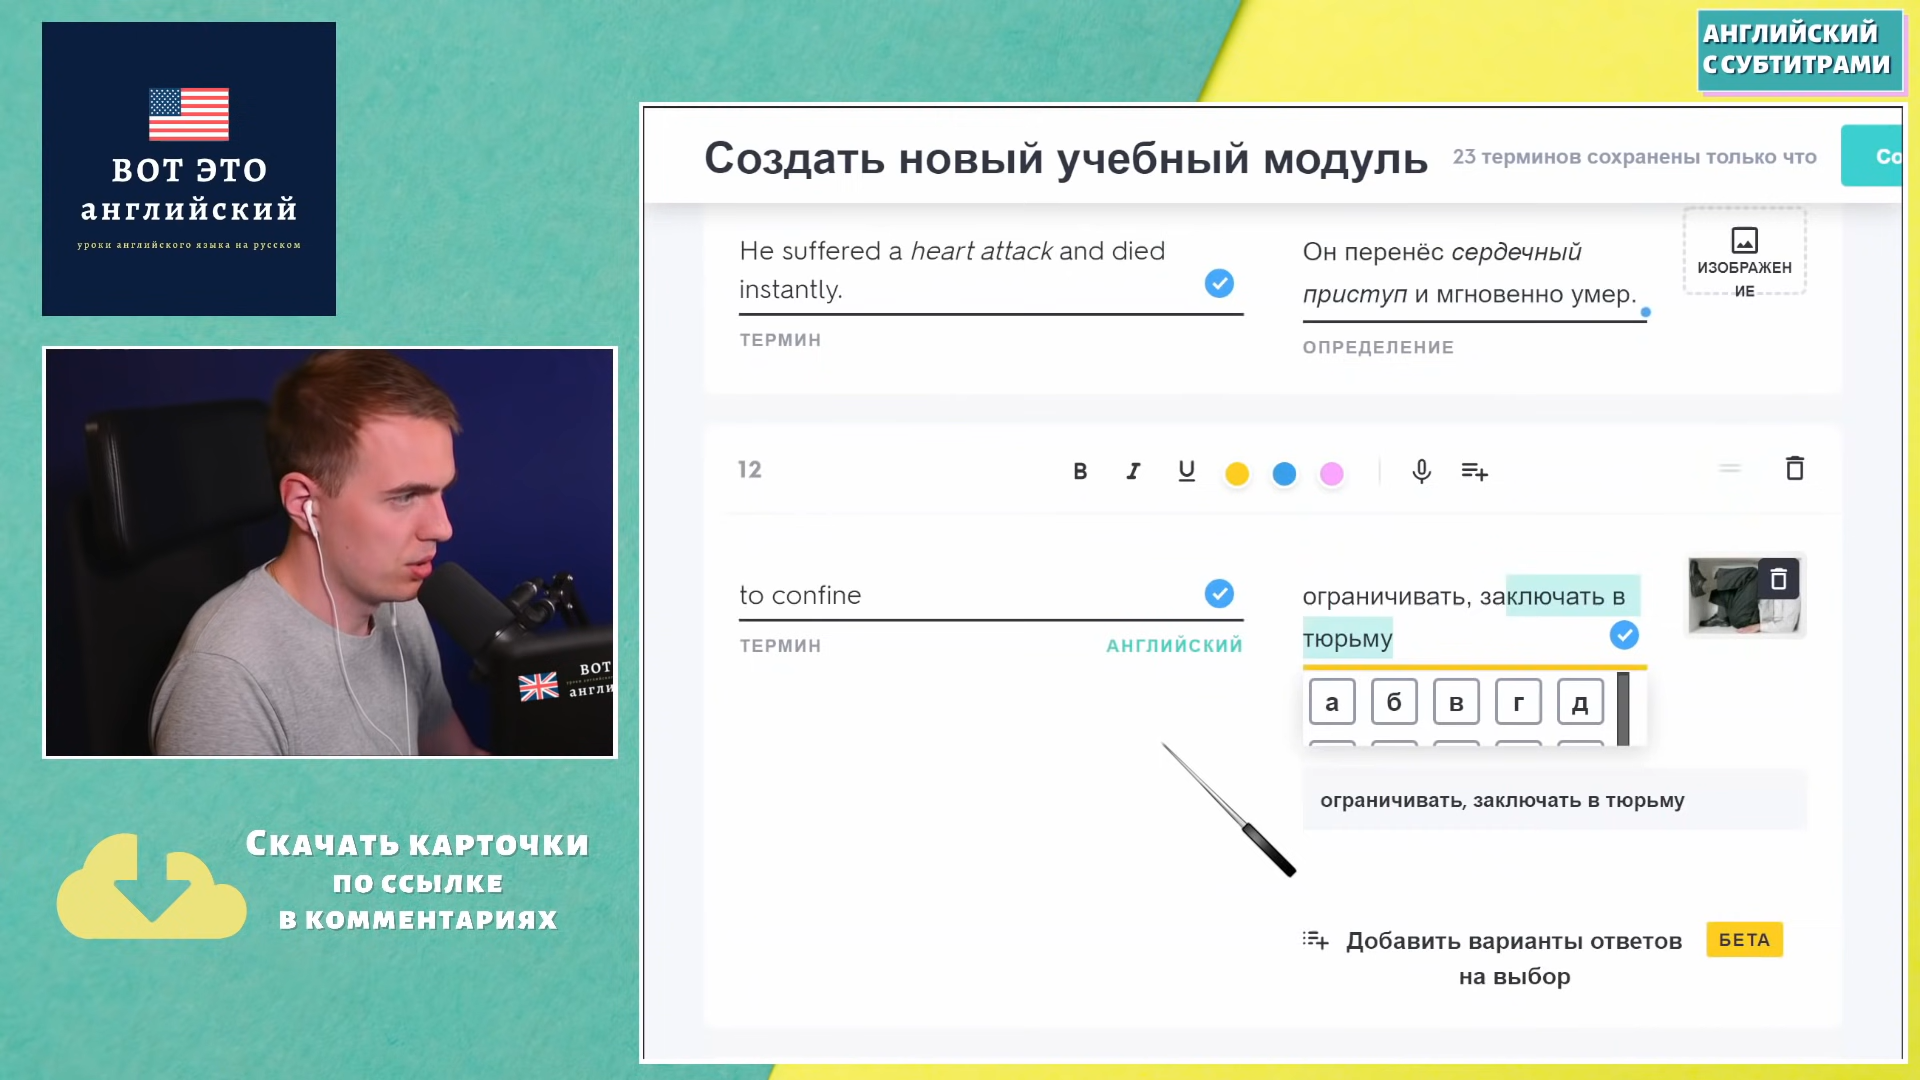 ВОТ ЭТО
английский
уроки английского языка на русском
АНГЛИЙСКИЙ
С СУБТИТРАМИ
Создать новый учебный модуль
23 терминов сохранены только что
Со
He suffered a heart attack and died
instantly.
ТЕРМИН
Он перенёс сердечный
приступ и мгновенно умер.
ОПРЕДЕЛЕНИЕ
ИЗОБРАЖЕН
ИЕ
12
B I U
to confine
ТЕРМИН
АНГЛИЙСКИЙ
ограничивать, заключать в
тюрьму
а б в г д
ограничивать, заключать в тюрьму
Добавить варианты ответов
на выбор
БЕТА
ВОТ
англи
Скачать карточки
по ссылке
в комментариях